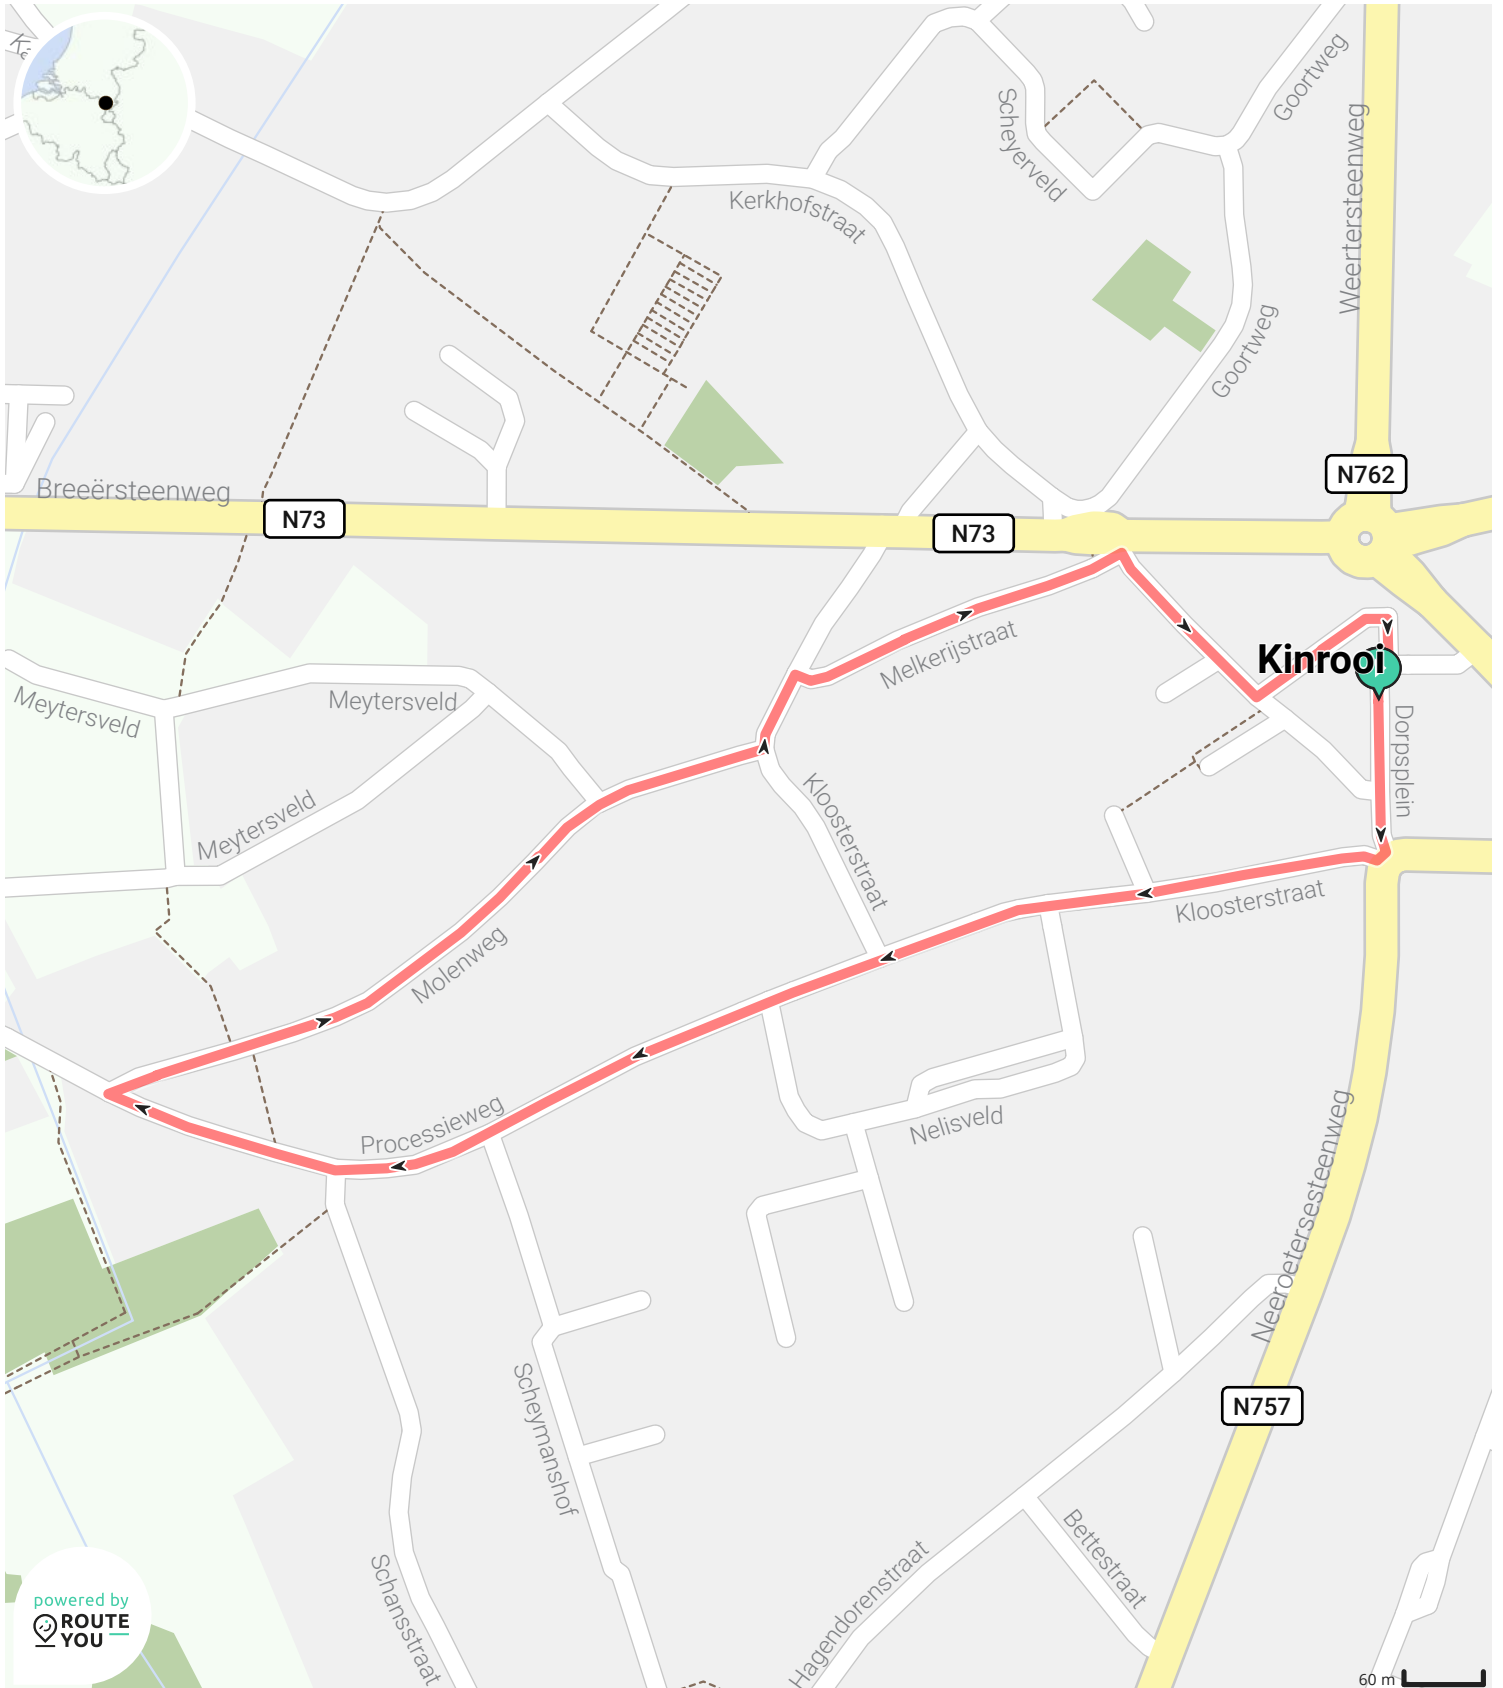 Goortweg
Scheyerveld
Weertersteenweg
Kerkhofstraat
Goortweg
N762
Breeërsteenweg
N73
N73
Melkerijstraat
Kinrooi
Meytersveld
Meytersveld
Dorpsplein
Meytersveld
Kloosterstraat
Kloosterstraat
Molenweg
Processieweg
Nelisveld
Neeroetersesteenweg
Scheymanshof
N757
Bettestraat
Hagendorenstraat
Schansstraat
powered by
ROUTE
YOU
60 m